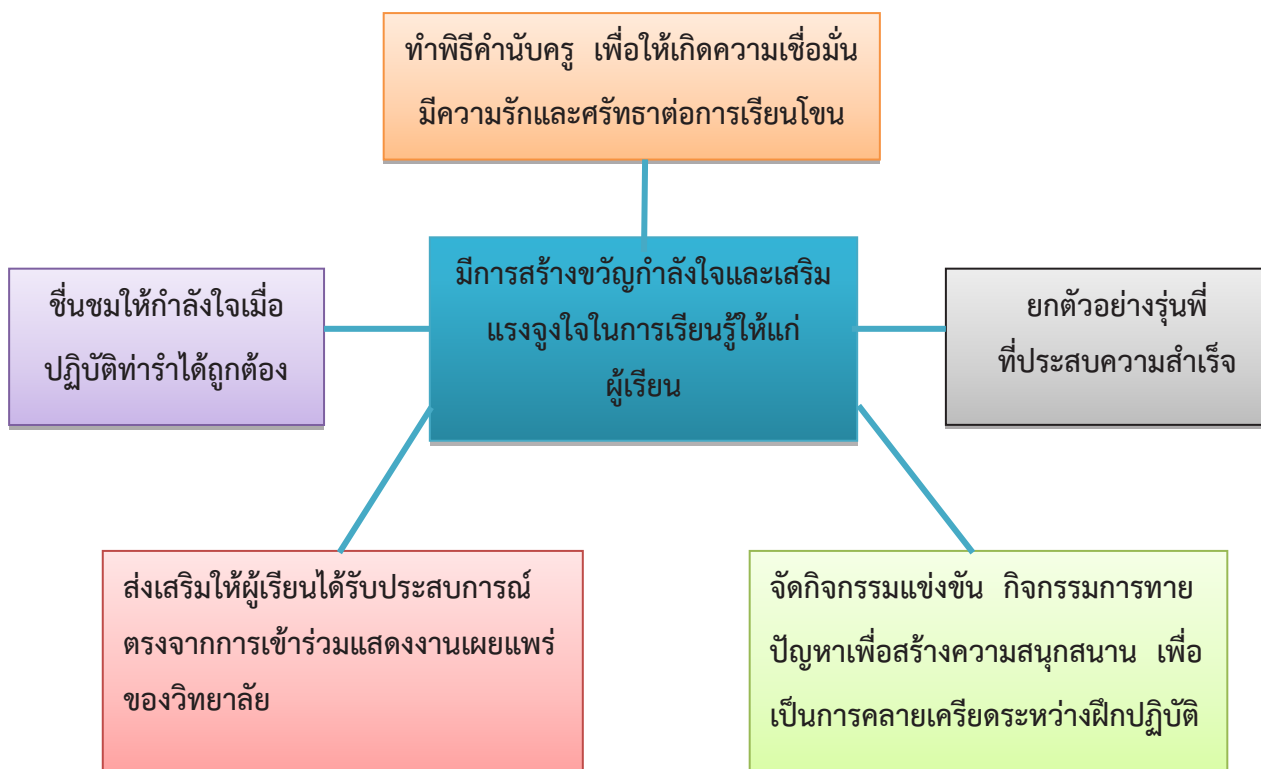 ทำพิธีคำนับครู เพื่อให้เกิดความเชื่อมั่น
มีความรักและศรัทธาต่อการเรียนโขน
มีการสร้างขวัญกำลังใจและเสริม
แรงจูงใจในการเรียนรู้ให้แก่
ผู้เรียน
ชื่นชมให้กำลังใจเมื่อ
ปฏิบัติท่ารำได้ถูกต้อง
ยกตัวอย่างรุ่นพี่
ที่ประสบความสำเร็จ
ส่งเสริมให้ผู้เรียนได้รับประสบการณ์
ตรงจากการเข้าร่วมแสดงงานเผยแพร่
ของวิทยาลัย
จัดกิจกรรมแข่งขัน กิจกรรมการทาย
ปัญหาเพื่อสร้างความสนุกสนาน เพื่อ
เป็นการคลายเครียดระหว่างฝึกปฏิบัติ